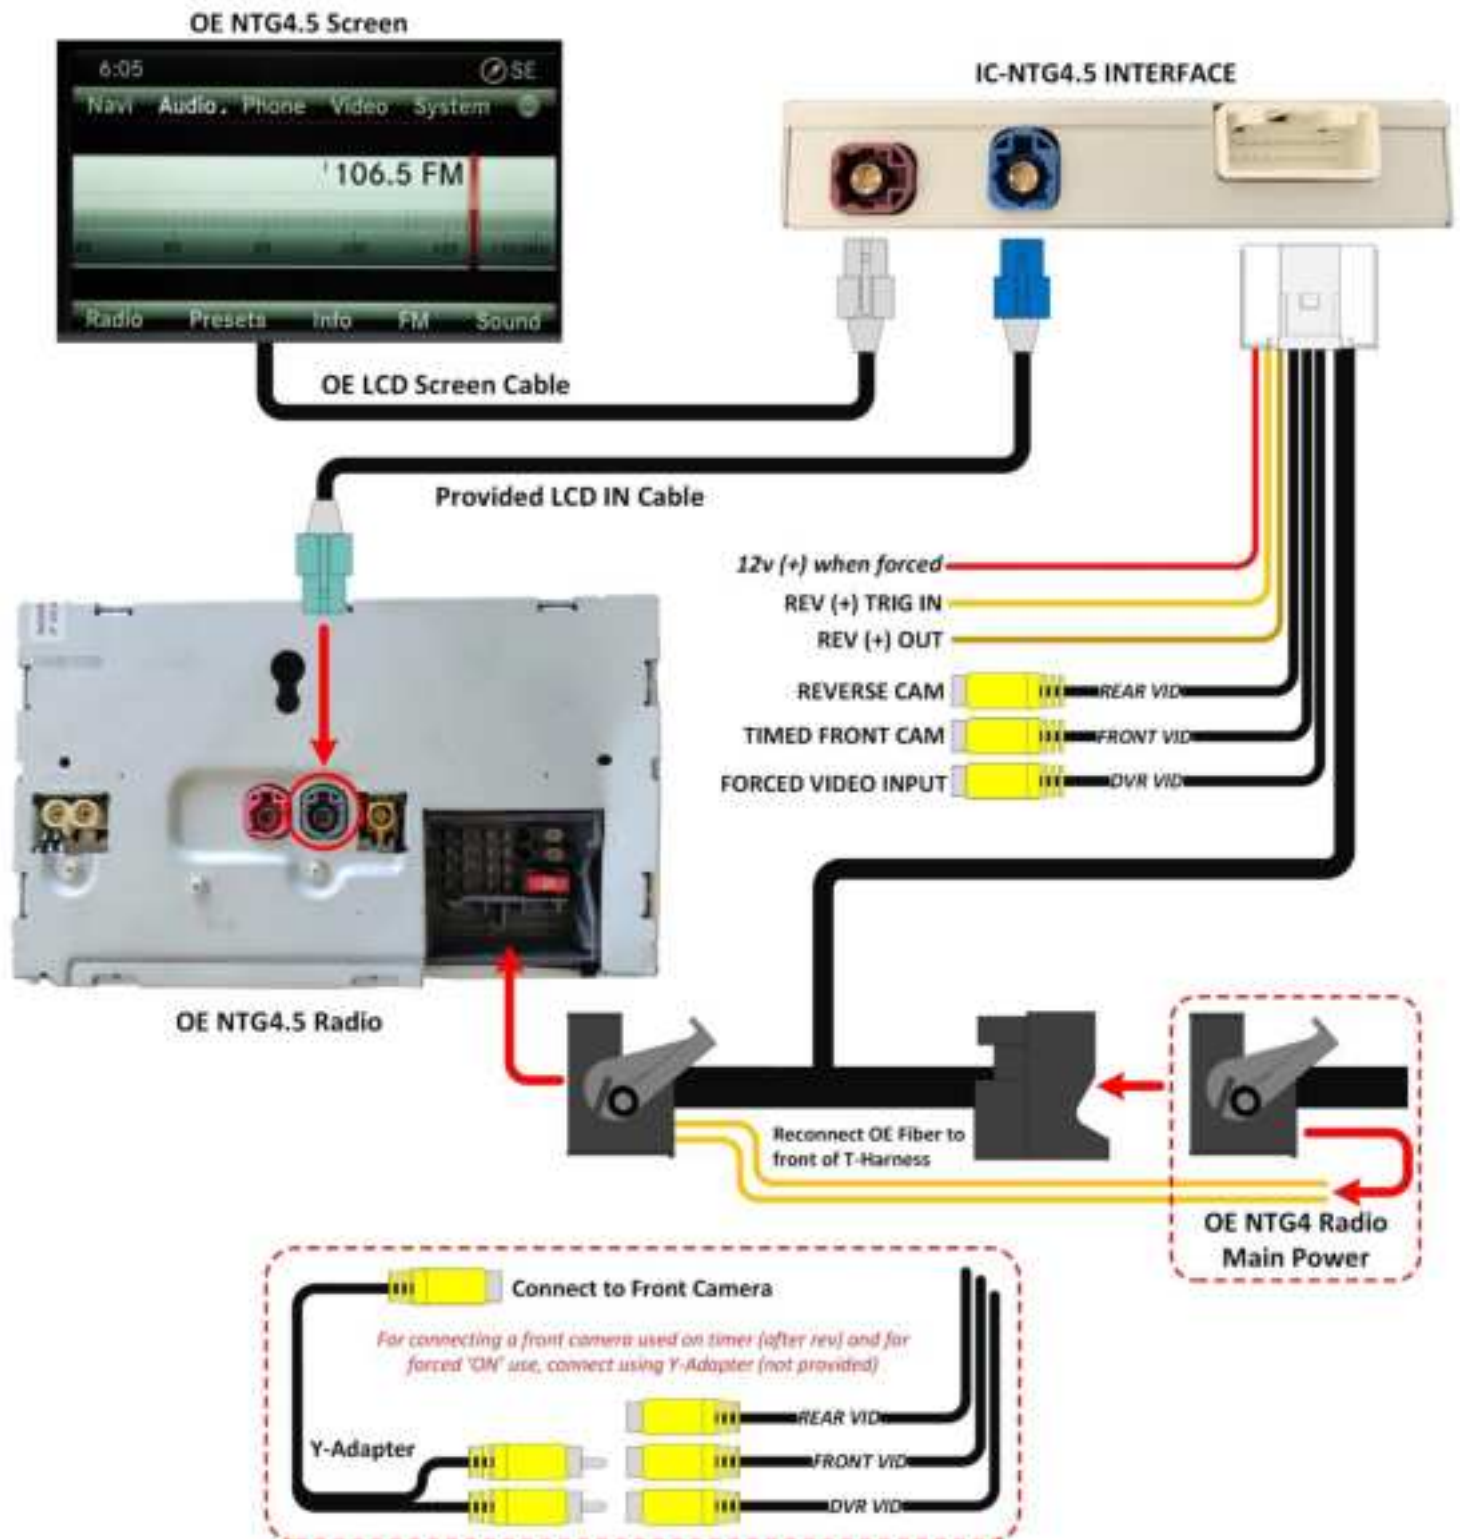 OE NTG4.5 Screen
6:05
SE
Navi Audio. Phone Video System
106.5 FM
Radio Presets Info FM Sound
IC-NTG4.5 INTERFACE
OE LCD Screen Cable
Provided LCD IN Cable
12v (+) when forced
REV (+) TRIG IN
REV (+) OUT
REVERSE CAM REAR VID
TIMED FRONT CAM FRONT VID
FORCED VIDEO INPUT DVR VID
OE NTG4.5 Radio
Reconnect OE Fiber to
front of T-Harness
OE NTG4 Radio
Main Power
Connect to Front Camera
For connecting a front camera used on timer (after rev) and for
forced 'ON' use, connect using Y-Adapter (not provided)
REAR VID
Y-Adapter
FRONT VID
DVR VID